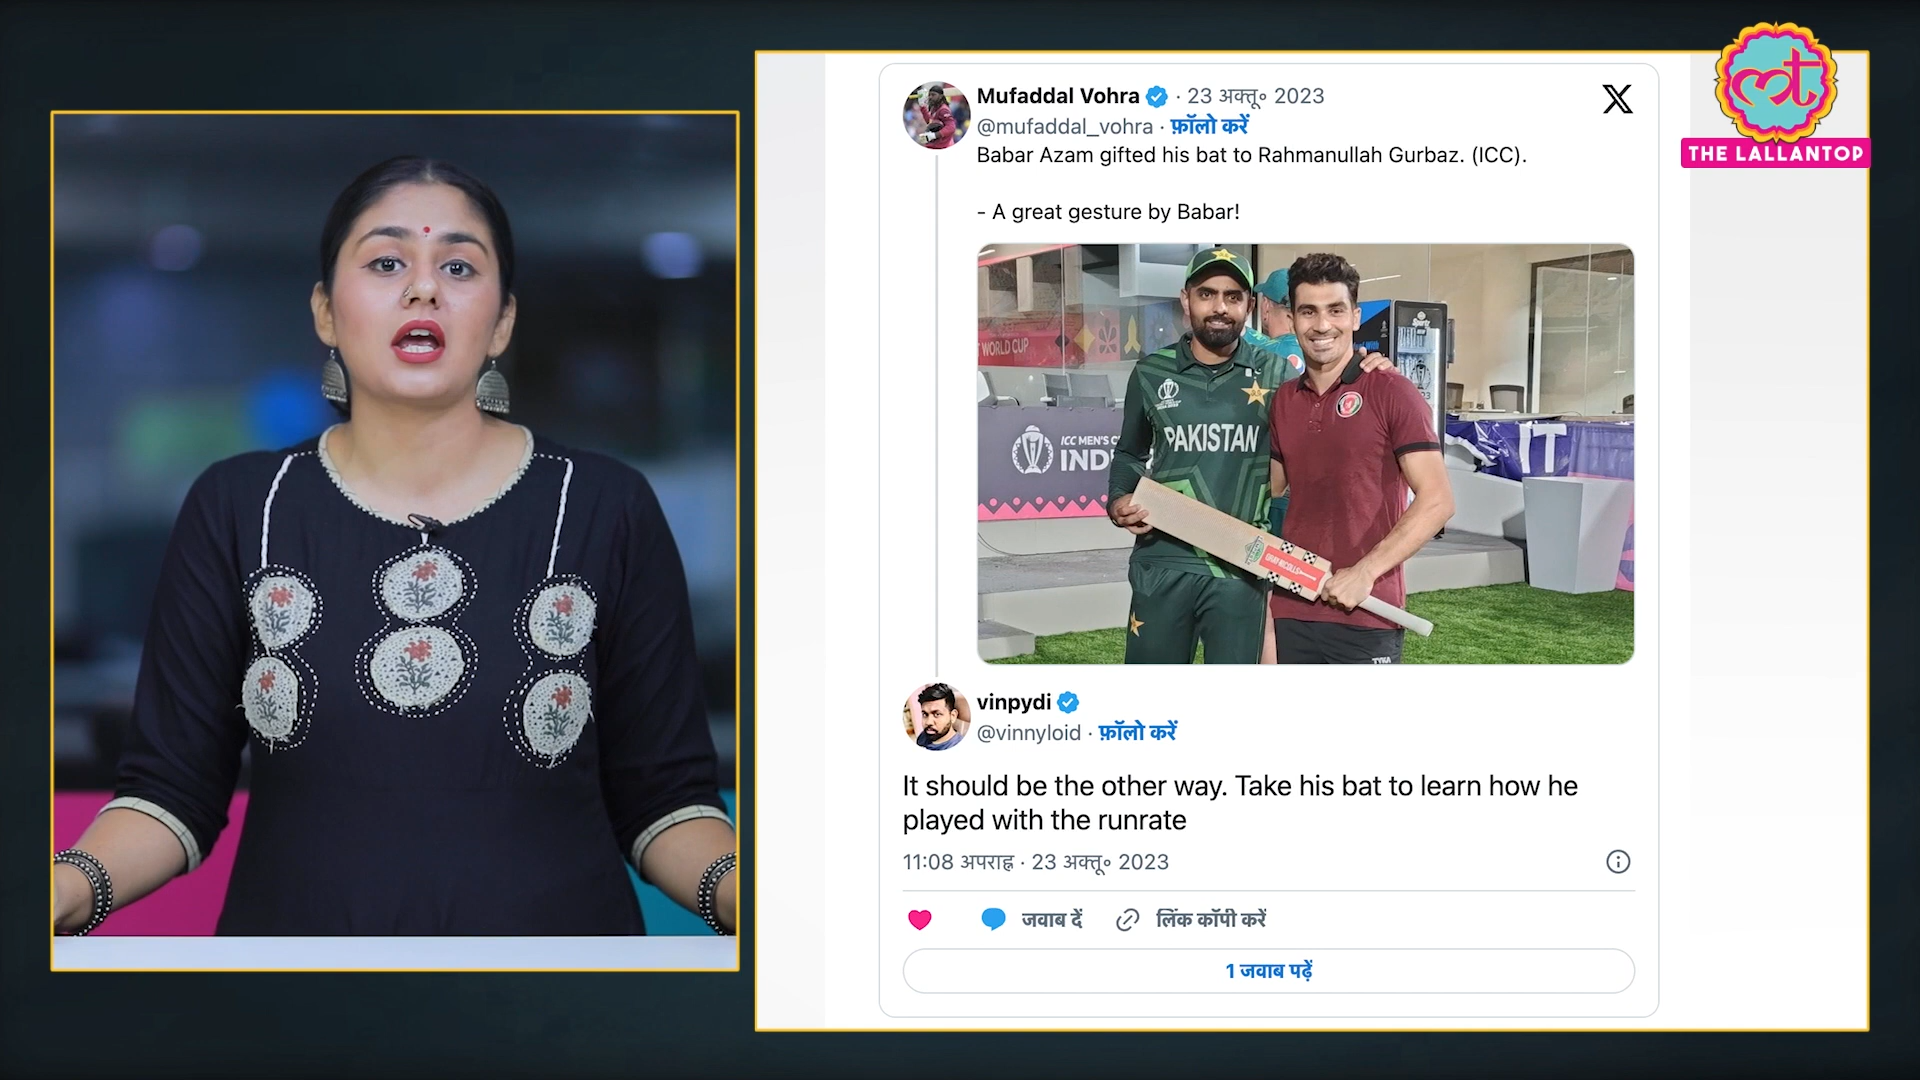 Mufaddal Vohra · 23 अक्तू॰ 2023
@mufaddal_vohra · फ़ॉलो करें
Babar Azam gifted his bat to Rahmanullah Gurbaz. (ICC).
- A great gesture by Babar!
WORLD CUP
ICC MEN'S C
IND
PAKISTAN
IT
vinpydi
@vinnyloid · फ़ॉलो करें
It should be the other way. Take his bat to learn how he
played with the runrate
11:08 अपराह्न · 23 अक्तू॰ 2023
जवाब दें
लिंक कॉपी करें
1 जवाब पढ़ें
THE LALLANTOP